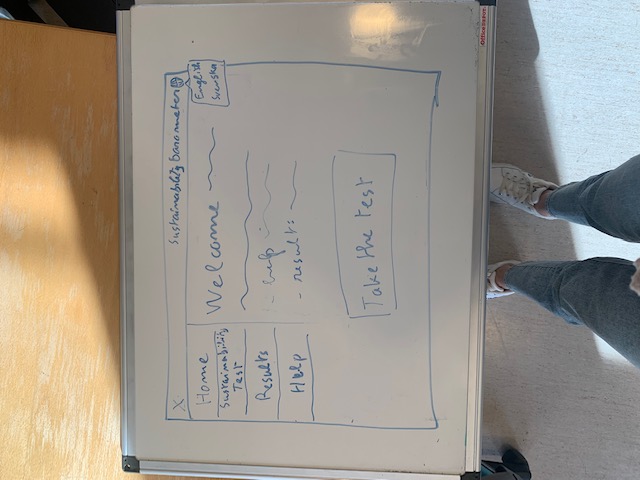 X
Sustainability barometer
English
Svenska
Home
Sustainability
Test
Results
Help
Welcome
- help
- results
Take the test
Office Depot